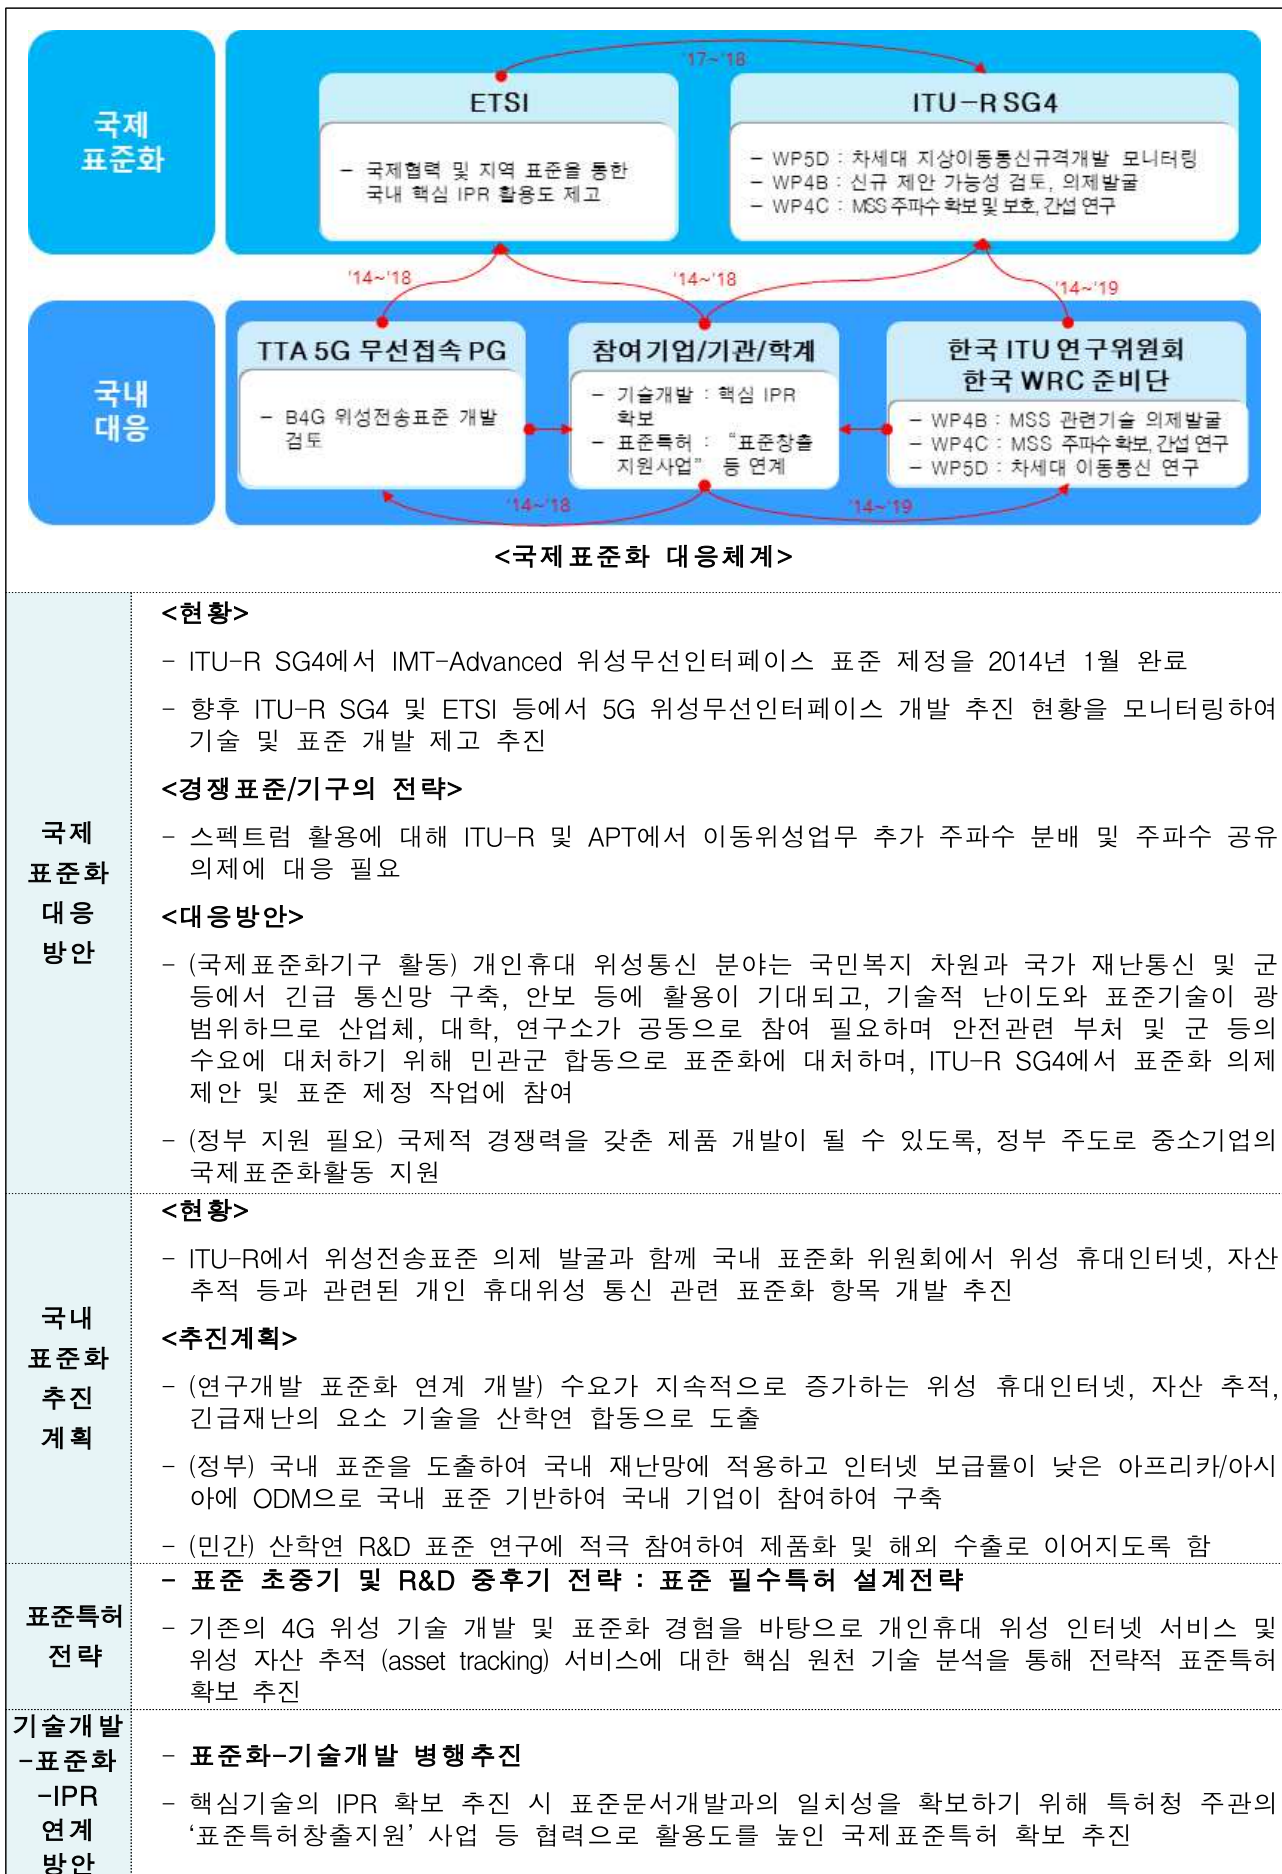 국제
표준화
'17~'18
ETSI
- 국제협력 및 지역 표준을 통한
국내 핵심 IPR 활용도 제고
ITU-R SG4
- WP5D : 차세대 지상이동통신규격개발 모니터링
- WP4B : 신규 제안 가능성 검토, 의제발굴
- WP4C : MSS 주파수 확보 및 보호, 간섭 연구
'14~'18
'14~'18
'14~'19
국내
대응
TTA 5G 무선접속 PG
- B4G 위성전송표준 개발
검토
참여기업/기관/학계
- 기술개발 : 핵심 IPR
확보
- 표준특허 : “표준창출
지원사업” 등 연계
한국 ITU 연구위원회
한국 WRC 준비단
- WP4B : MSS 관련기술 의제발굴
- WP4C : MSS 주파수 확보, 간섭 연구
- WP5D : 차세대 이동통신 연구
'14~'18
'14~'19
<국제표준화 대응체계>
국제
표준화
대응
방안
<현황>
- ITU-R SG4에서 IMT-Advanced 위성무선인터페이스 표준 제정을 2014년 1월 완료
- 향후 ITU-R SG4 및 ETSI 등에서 5G 위성무선인터페이스 개발 추진 현황을 모니터링하여
기술 및 표준 개발 제고 추진
<경쟁표준/기구의 전략>
- 스펙트럼 활용에 대해 ITU-R 및 APT에서 이동위성업무 추가 주파수 분배 및 주파수 공유
의제에 대응 필요
<대응방안>
- (국제표준화기구 활동) 개인휴대 위성통신 분야는 국민복지 차원과 국가 재난통신 및 군
등에서 긴급 통신망 구축, 안보 등에 활용이 기대되고, 기술적 난이도와 표준기술이 광
범위하므로 산업체, 대학, 연구소가 공동으로 참여 필요하며 안전관련 부처 및 군 등의
수요에 대처하기 위해 민관군 합동으로 표준화에 대처하며, ITU-R SG4에서 표준화 의제
제안 및 표준 제정 작업에 참여
- (정부 지원 필요) 국제적 경쟁력을 갖춘 제품 개발이 될 수 있도록, 정부 주도로 중소기업의
국제표준화활동 지원
국내
표준화
추진
계획
<현황>
- ITU-R에서 위성전송표준 의제 발굴과 함께 국내 표준화 위원회에서 위성 휴대인터넷, 자산
추적 등과 관련된 개인 휴대위성 통신 관련 표준화 항목 개발 추진
<추진계획>
- (연구개발 표준화 연계 개발) 수요가 지속적으로 증가하는 위성 휴대인터넷, 자산 추적,
긴급재난의 요소 기술을 산학연 합동으로 도출
- (정부) 국내 표준을 도출하여 국내 재난망에 적용하고 인터넷 보급률이 낮은 아프리카/아시
아에 ODM으로 국내 표준 기반하여 국내 기업이 참여하여 구축
- (민간) 산학연 R&D 표준 연구에 적극 참여하여 제품화 및 해외 수출로 이어지도록 함
표준특허
전략
- 표준 초중기 및 R&D 중후기 전략 : 표준 필수특허 설계전략
- 기존의 4G 위성 기술 개발 및 표준화 경험을 바탕으로 개인휴대 위성 인터넷 서비스 및
위성 자산 추적 (asset tracking) 서비스에 대한 핵심 원천 기술 분석을 통해 전략적 표준특허
확보 추진
기술개발
-표준화
-IPR
연계
방안
- 표준화-기술개발 병행추진
- 핵심기술의 IPR 확보 추진 시 표준문서개발과의 일치성을 확보하기 위해 특허청 주관의
‘표준특허창출지원’ 사업 등 협력으로 활용도를 높인 국제표준특허 확보 추진